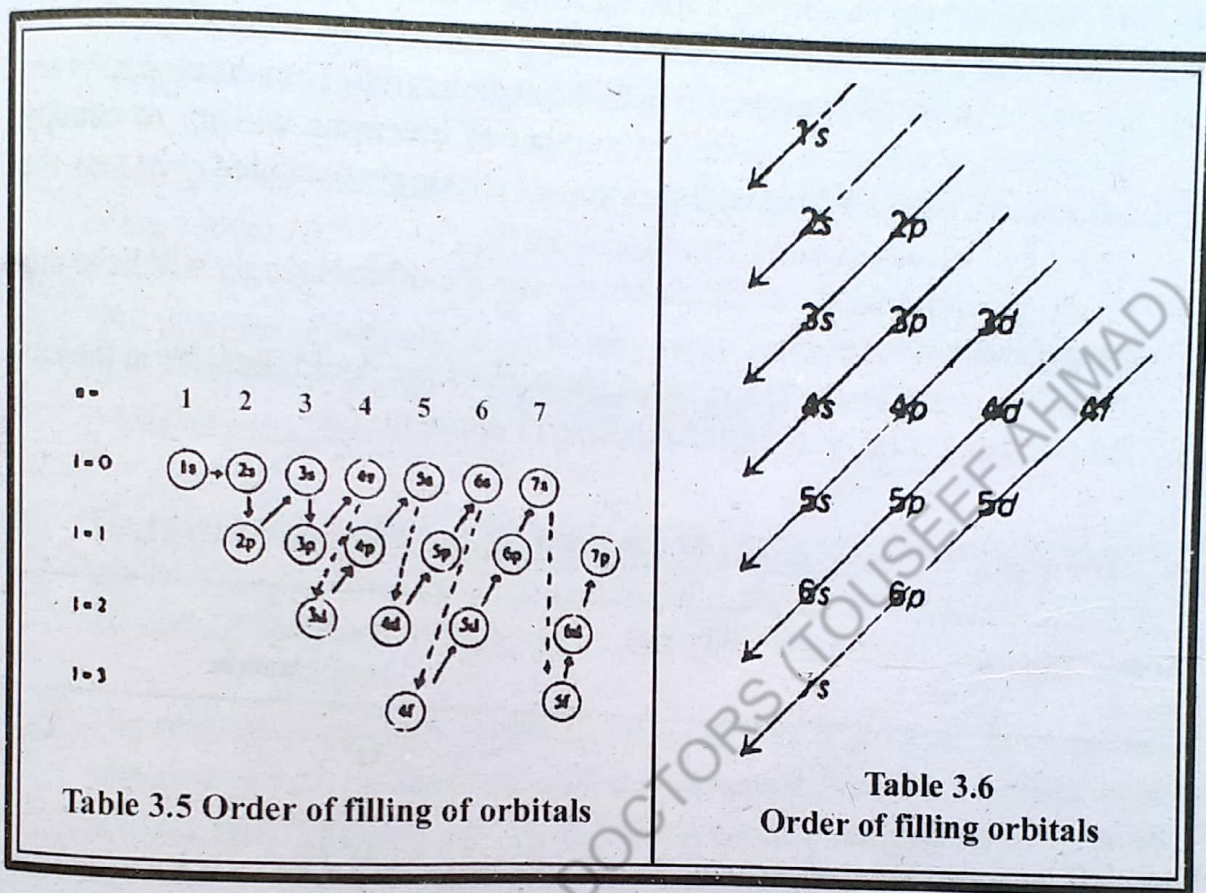 n = 1 2 3 4 5 6 7
l = 0 1s 2s 3s 4s 5s 6s 7s
l = 1 2p 3p 4p 5p 6p 7p
l = 2 3d 4d 5d 6d
l = 3 4f 5f
Table 3.5 Order of filling of orbitals
1s
2s 2p
3s 3p 3d
4s 4p 4d 4f
5s 5p 5d
6s 6p
7s
Table 3.6
Order of filling orbitals
DOCTORS (TOUSEEF AHMAD)